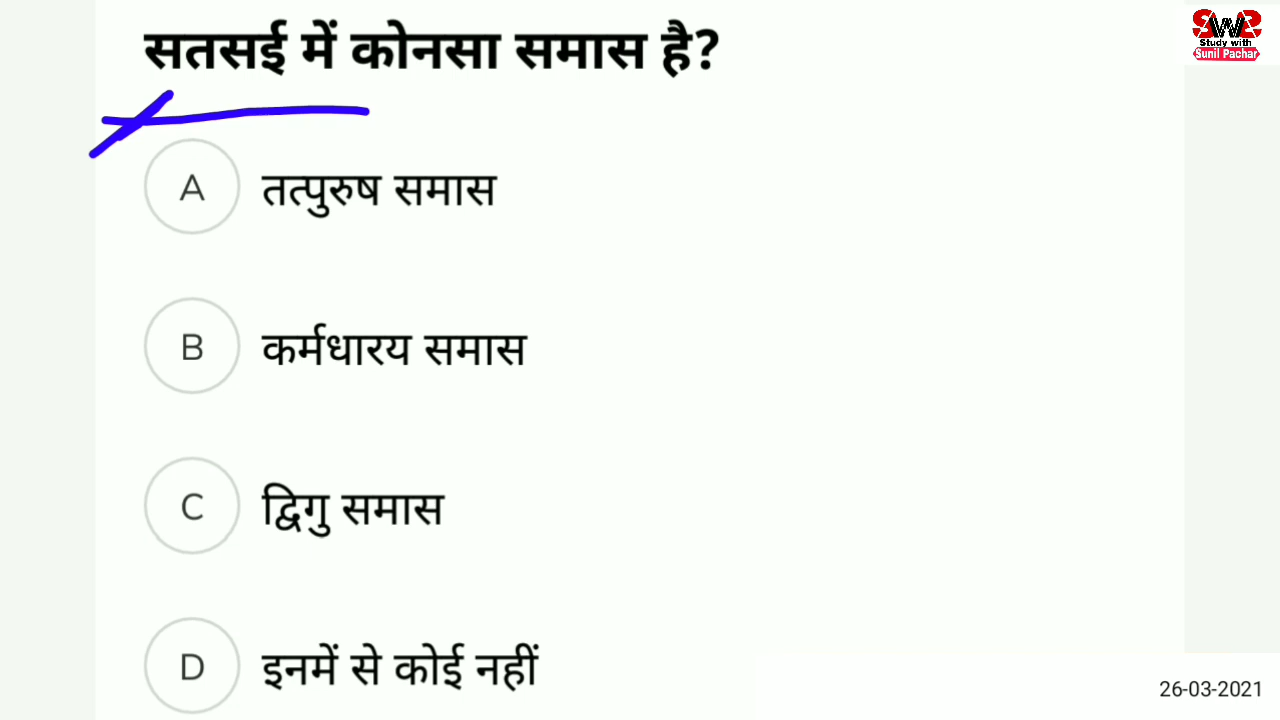 सतसई में कोनसा समास है?
SWS
Study with
Sunil Pachar
A तत्पुरुष समास
B कर्मधारय समास
C द्विगु समास
D इनमें से कोई नहीं
26-03-2021